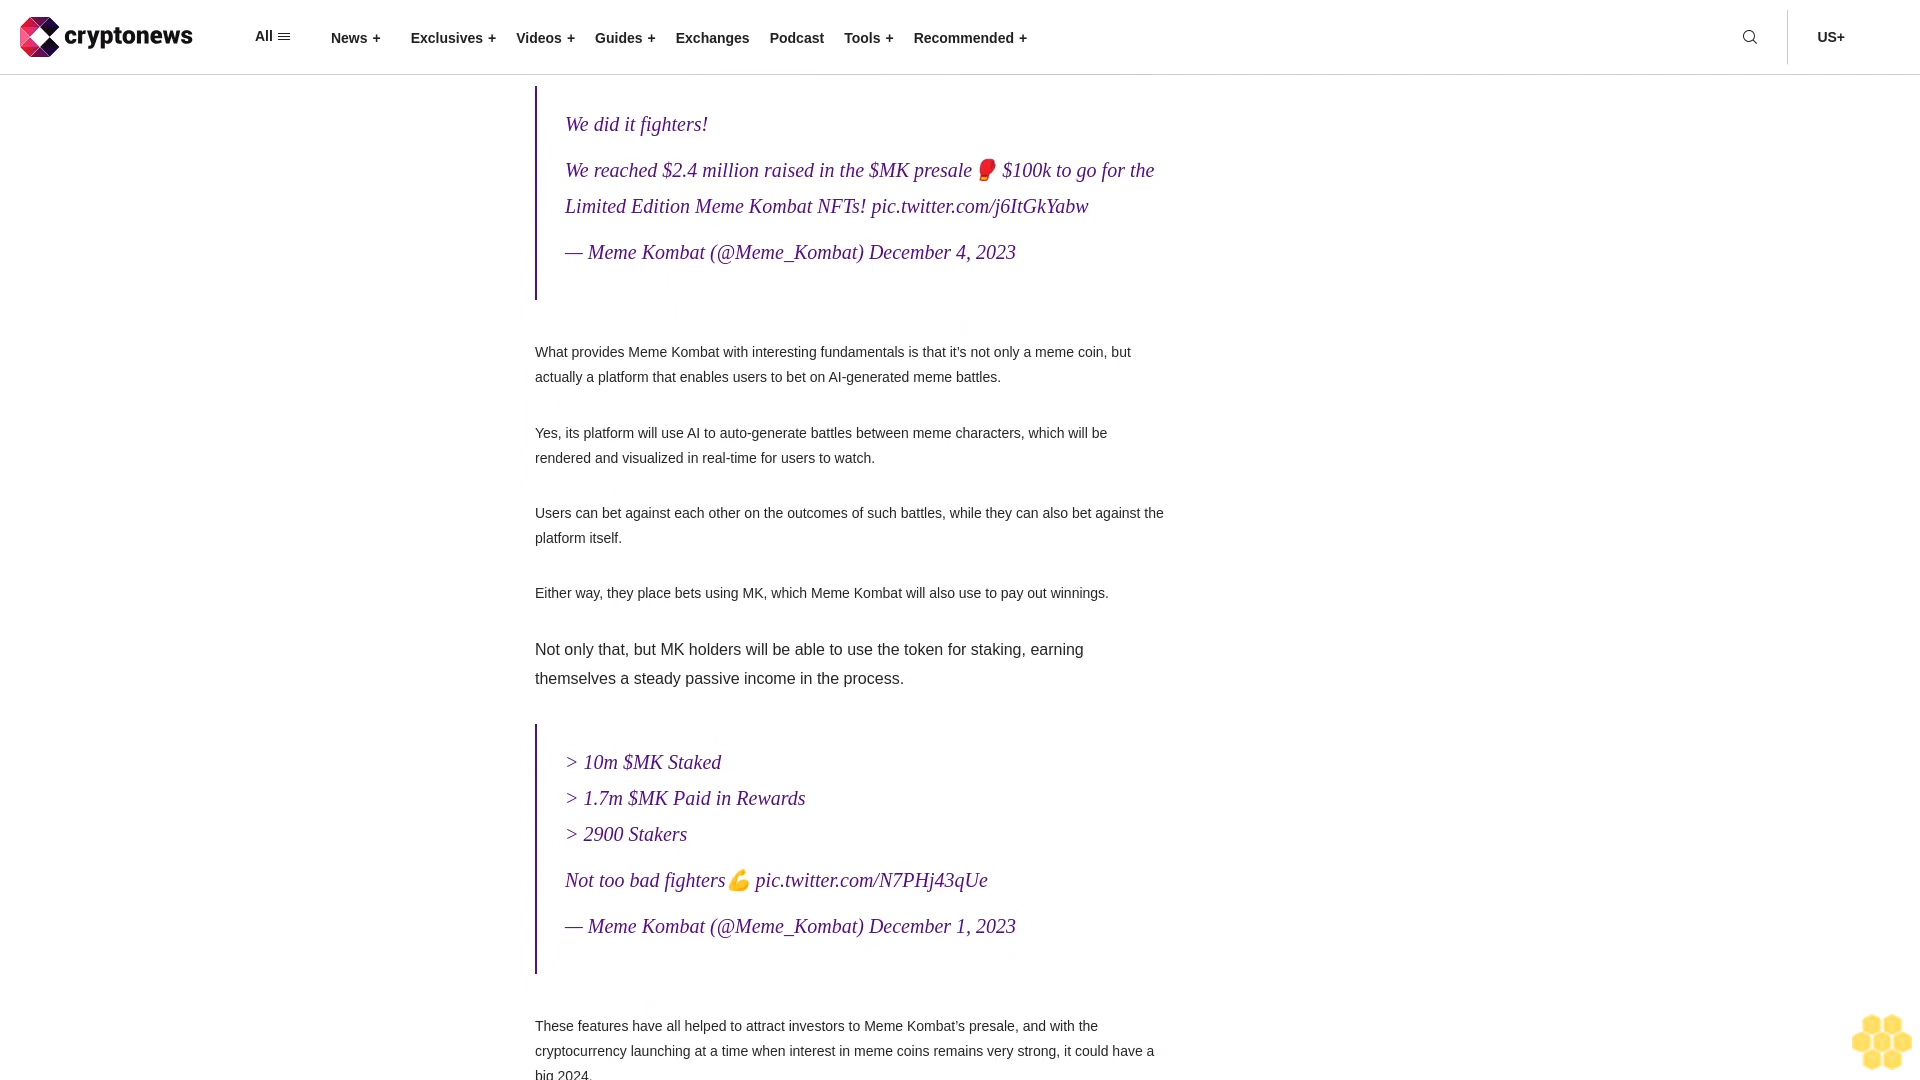 cryptonews
All
News +
Exclusives +
Videos +
Guides +
Exchanges
Podcast
Tools +
Recommended +
US+
We did it fighters!
We reached $2.4 million raised in the $MK presale🥊 $100k to go for the
Limited Edition Meme Kombat NFTs! pic.twitter.com/j6ItGkYabw
— Meme Kombat (@Meme_Kombat) December 4, 2023
What provides Meme Kombat with interesting fundamentals is that it’s not only a meme coin, but
actually a platform that enables users to bet on AI-generated meme battles.
Yes, its platform will use AI to auto-generate battles between meme characters, which will be
rendered and visualized in real-time for users to watch.
Users can bet against each other on the outcomes of such battles, while they can also bet against the
platform itself.
Either way, they place bets using MK, which Meme Kombat will also use to pay out winnings.
Not only that, but MK holders will be able to use the token for staking, earning
themselves a steady passive income in the process.
> 10m $MK Staked
> 1.7m $MK Paid in Rewards
> 2900 Stakers
Not too bad fighters💪 pic.twitter.com/N7PHj43qUe
— Meme Kombat (@Meme_Kombat) December 1, 2023
These features have all helped to attract investors to Meme Kombat’s presale, and with the
cryptocurrency launching at a time when interest in meme coins remains very strong, it could have a
big 2024.